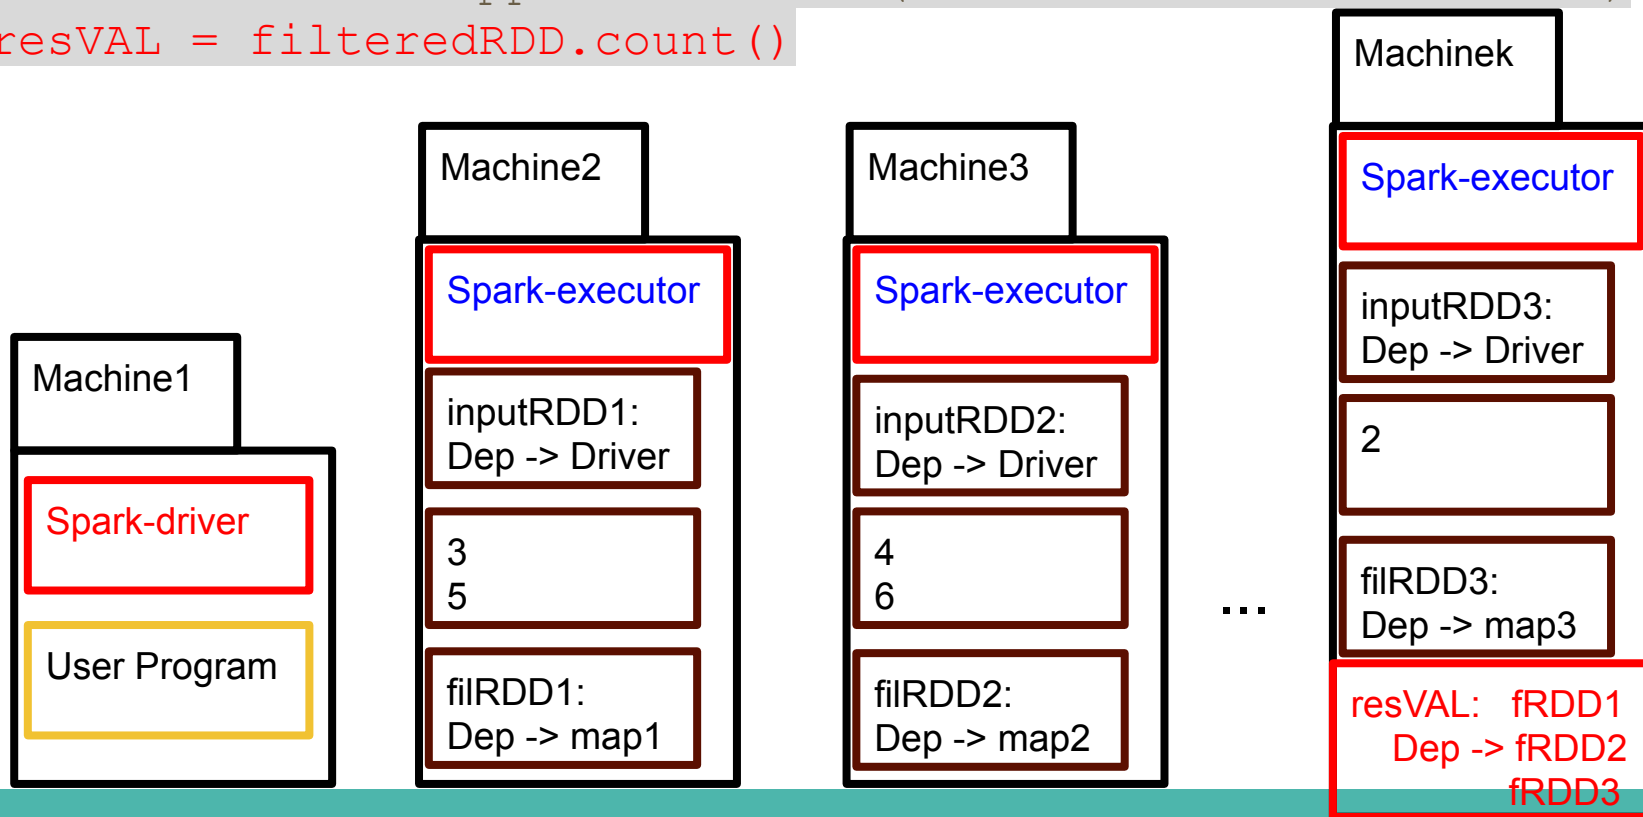 resVAL = filteredRDD.count()
Machine1
Spark-driver
User Program
Machine2
Spark-executor
inputRDD1:
Dep -> Driver
3
5
filRDD1:
Dep -> map1
Machine3
Spark-executor
inputRDD2:
Dep -> Driver
4
6
filRDD2:
Dep -> map2
...
Machinek
Spark-executor
inputRDD3:
Dep -> Driver
2
filRDD3:
Dep -> map3
resVAL: fRDD1
Dep -> fRDD2
fRDD3